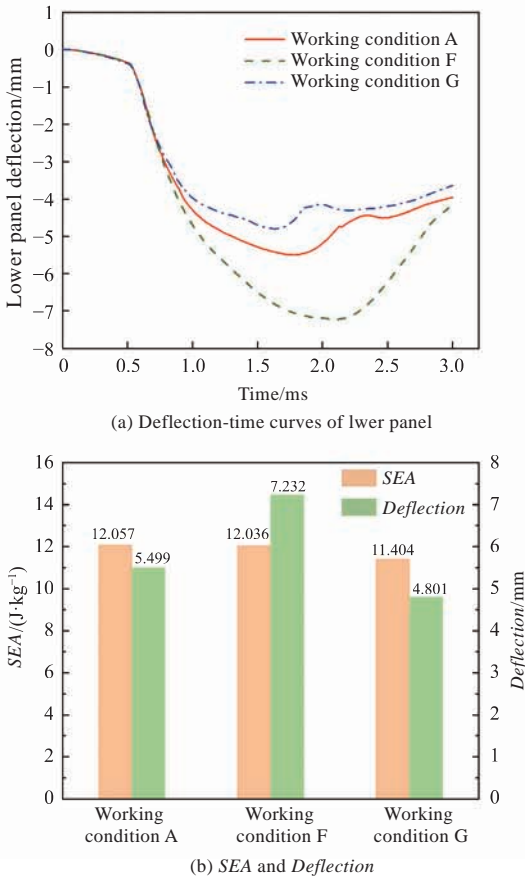 1
0
−1
−2
−3
−4
−5
−6
−7
−8
Lower panel deflection/mm
Working condition A
Working condition F
Working condition G
0 0.5 1.0 1.5 2.0 2.5 3.0
Time/ms
(a) Deflection-time curves of lwer panel
16
14
12
10
8
6
4
2
0
SEA/(J·kg⁻¹)
SEA
Deflection
12.057
5.499
12.036
7.232
11.404
4.801
8
7
6
5
4
3
2
1
0
Deflection/mm
Working condition A
Working condition F
Working condition G
(b) SEA and Deflection